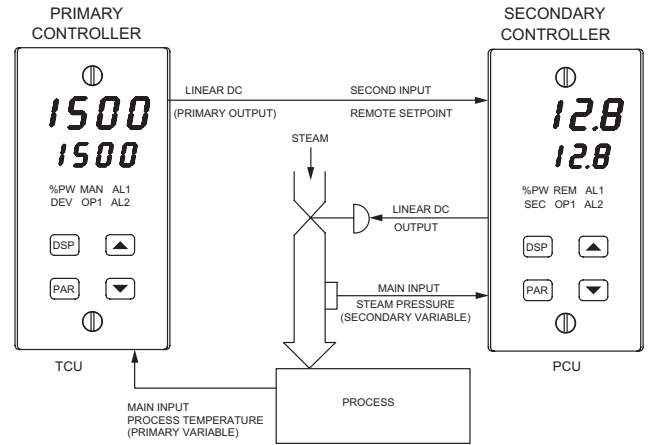 PRIMARY
CONTROLLER
1500
1500
%PW MAN AL1
DEV OP1 AL2
DSP
PAR
TCU
LINEAR DC
(PRIMARY OUTPUT)
SECOND INPUT
REMOTE SETPOINT
STEAM
LINEAR DC
OUTPUT
MAIN INPUT
STEAM PRESSURE
(SECONDARY VARIABLE)
SECONDARY
CONTROLLER
12.8
12.8
%PW REM AL1
SEC OP1 AL2
DSP
PAR
PCU
MAIN INPUT
PROCESS TEMPERATURE
(PRIMARY VARIABLE)
PROCESS